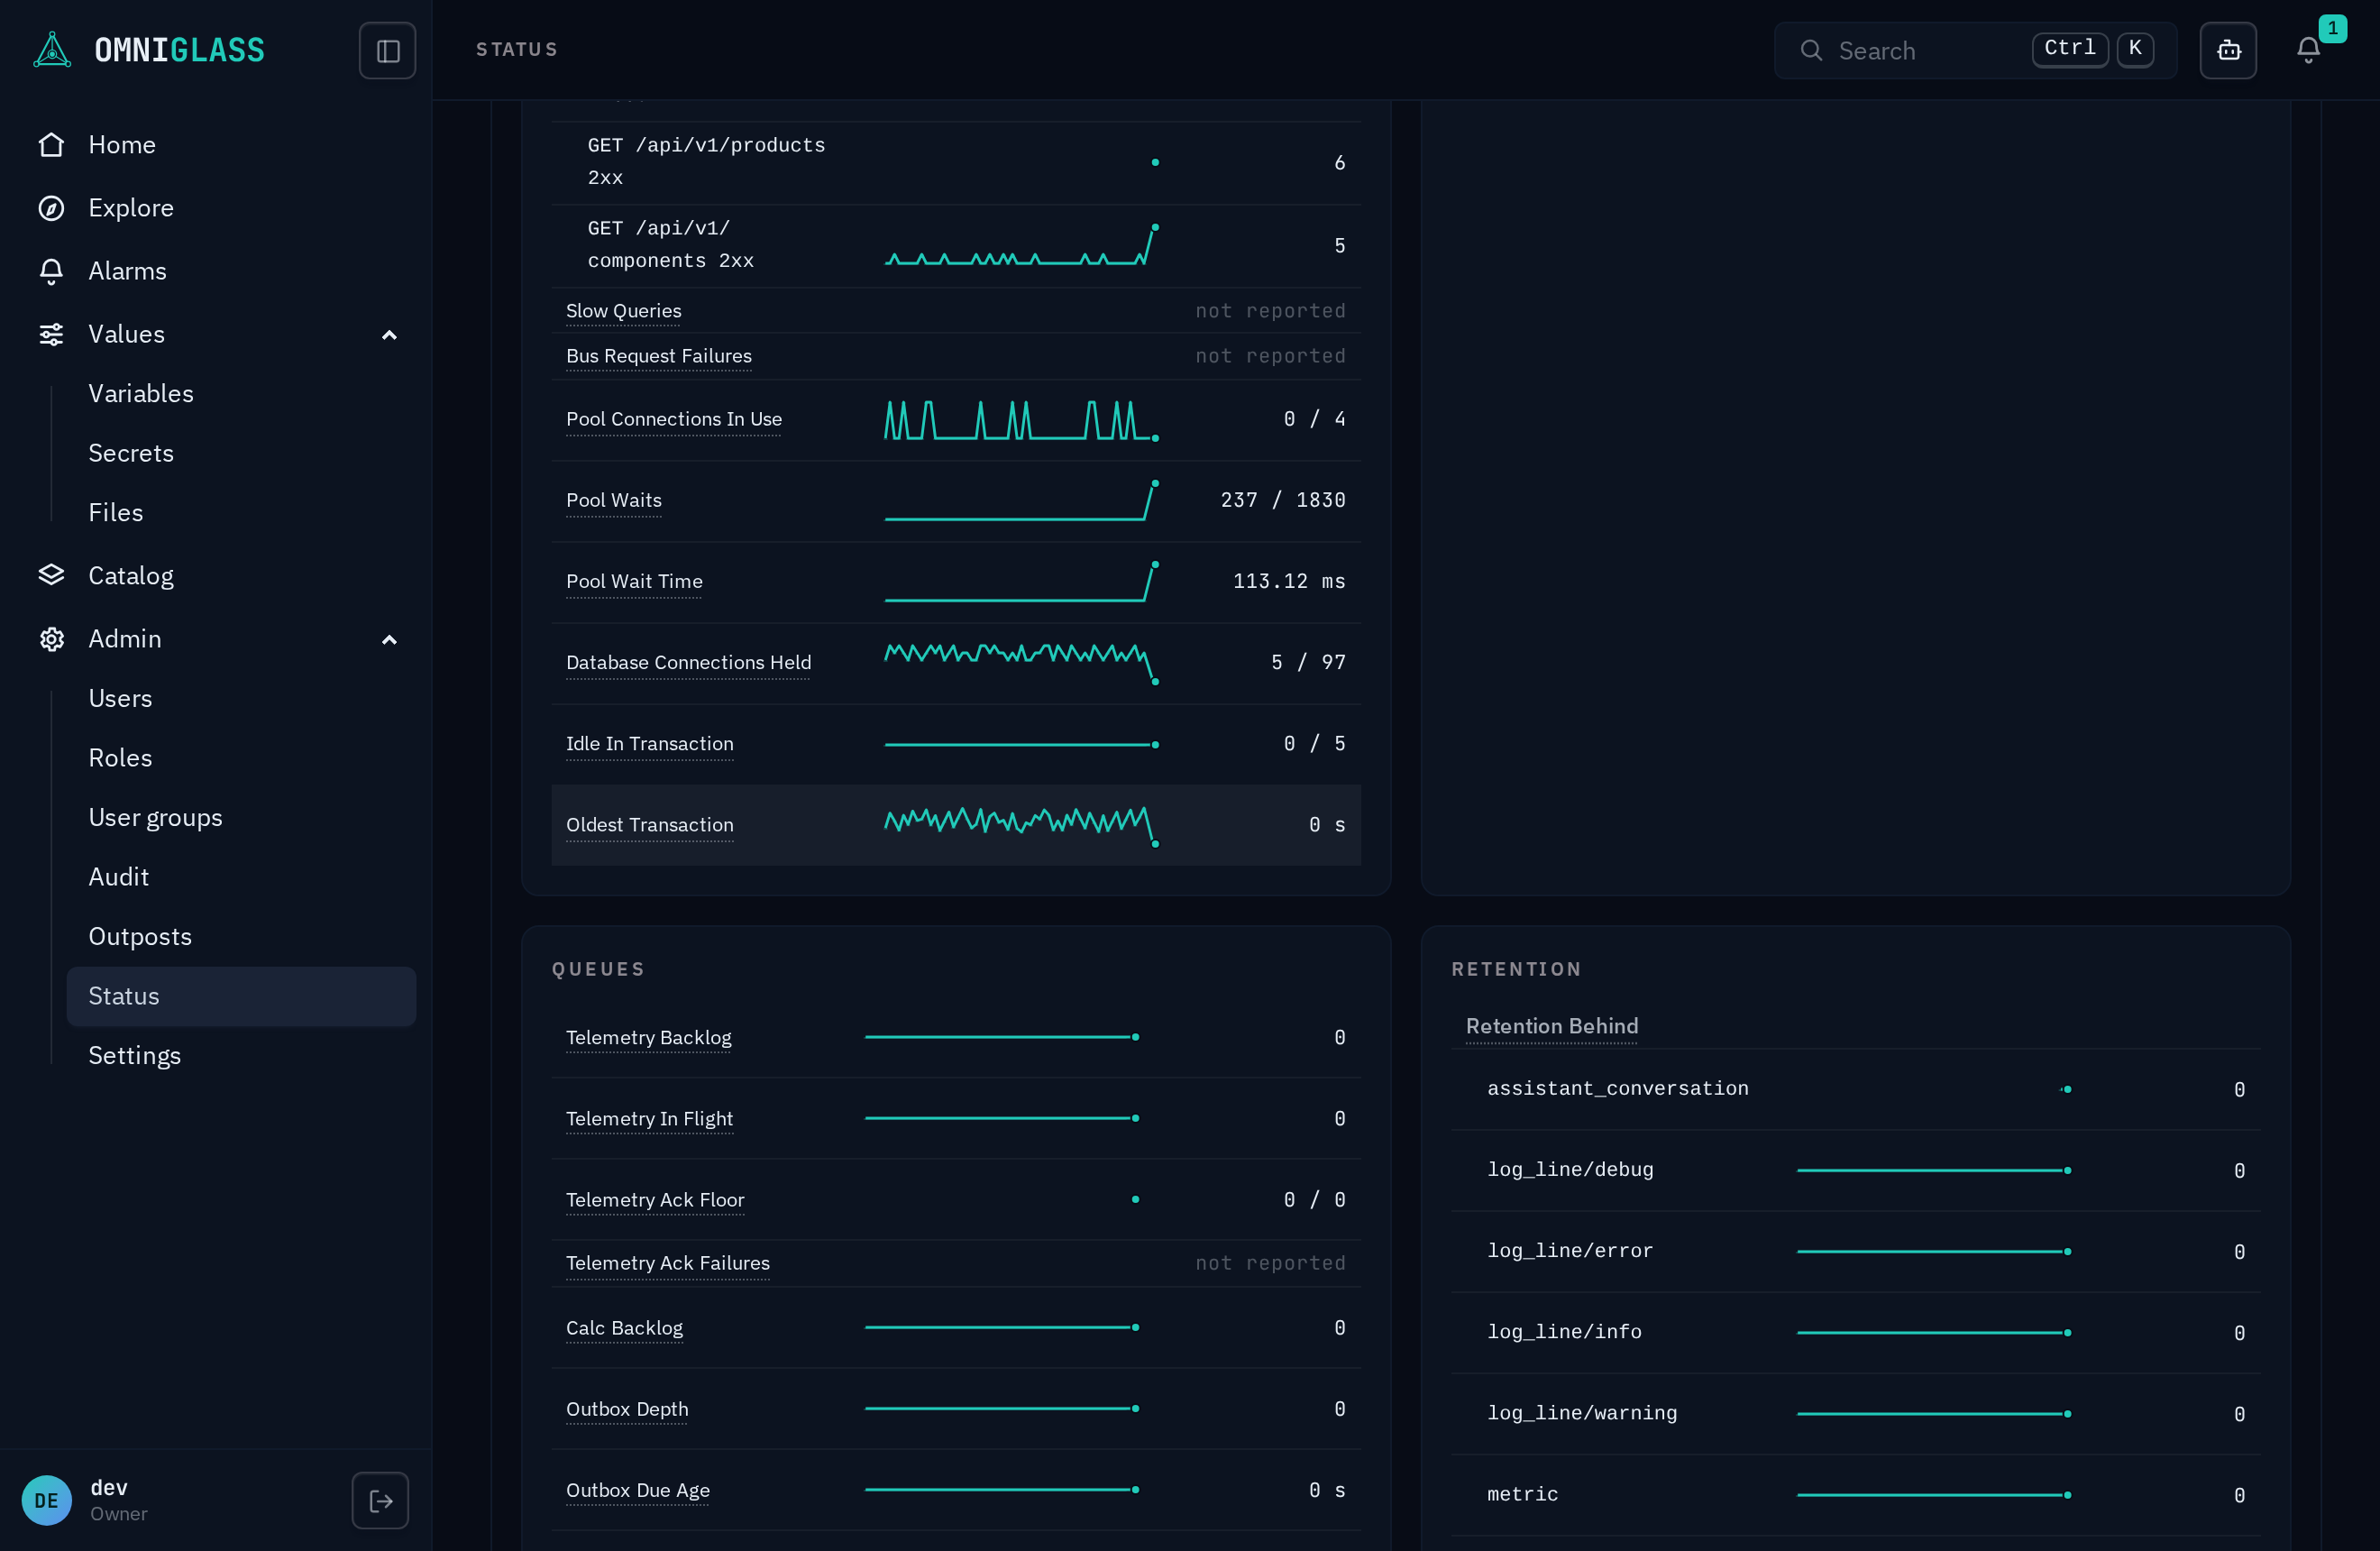 OMNIGLASS
Home
Explore
Alarms
Values
Variables
Secrets
Files
Catalog
Admin
Users
Roles
User groups
Audit
Outposts
Status
Settings
DE
dev
Owner
STATUS
Search
Ctrl
K
1
GET /api/v1/products
2xx
6
GET /api/v1/
components 2xx
5
Slow Queries
not reported
Bus Request Failures
not reported
Pool Connections In Use
0 / 4
Pool Waits
237 / 1830
Pool Wait Time
113.12 ms
Database Connections Held
5 / 97
Idle In Transaction
0 / 5
Oldest Transaction
0 s
QUEUES
Telemetry Backlog
0
Telemetry In Flight
0
Telemetry Ack Floor
0 / 0
Telemetry Ack Failures
not reported
Calc Backlog
0
Outbox Depth
0
Outbox Due Age
0 s
RETENTION
Retention Behind
assistant_conversation
0
log_line/debug
0
log_line/error
0
log_line/info
0
log_line/warning
0
metric
0